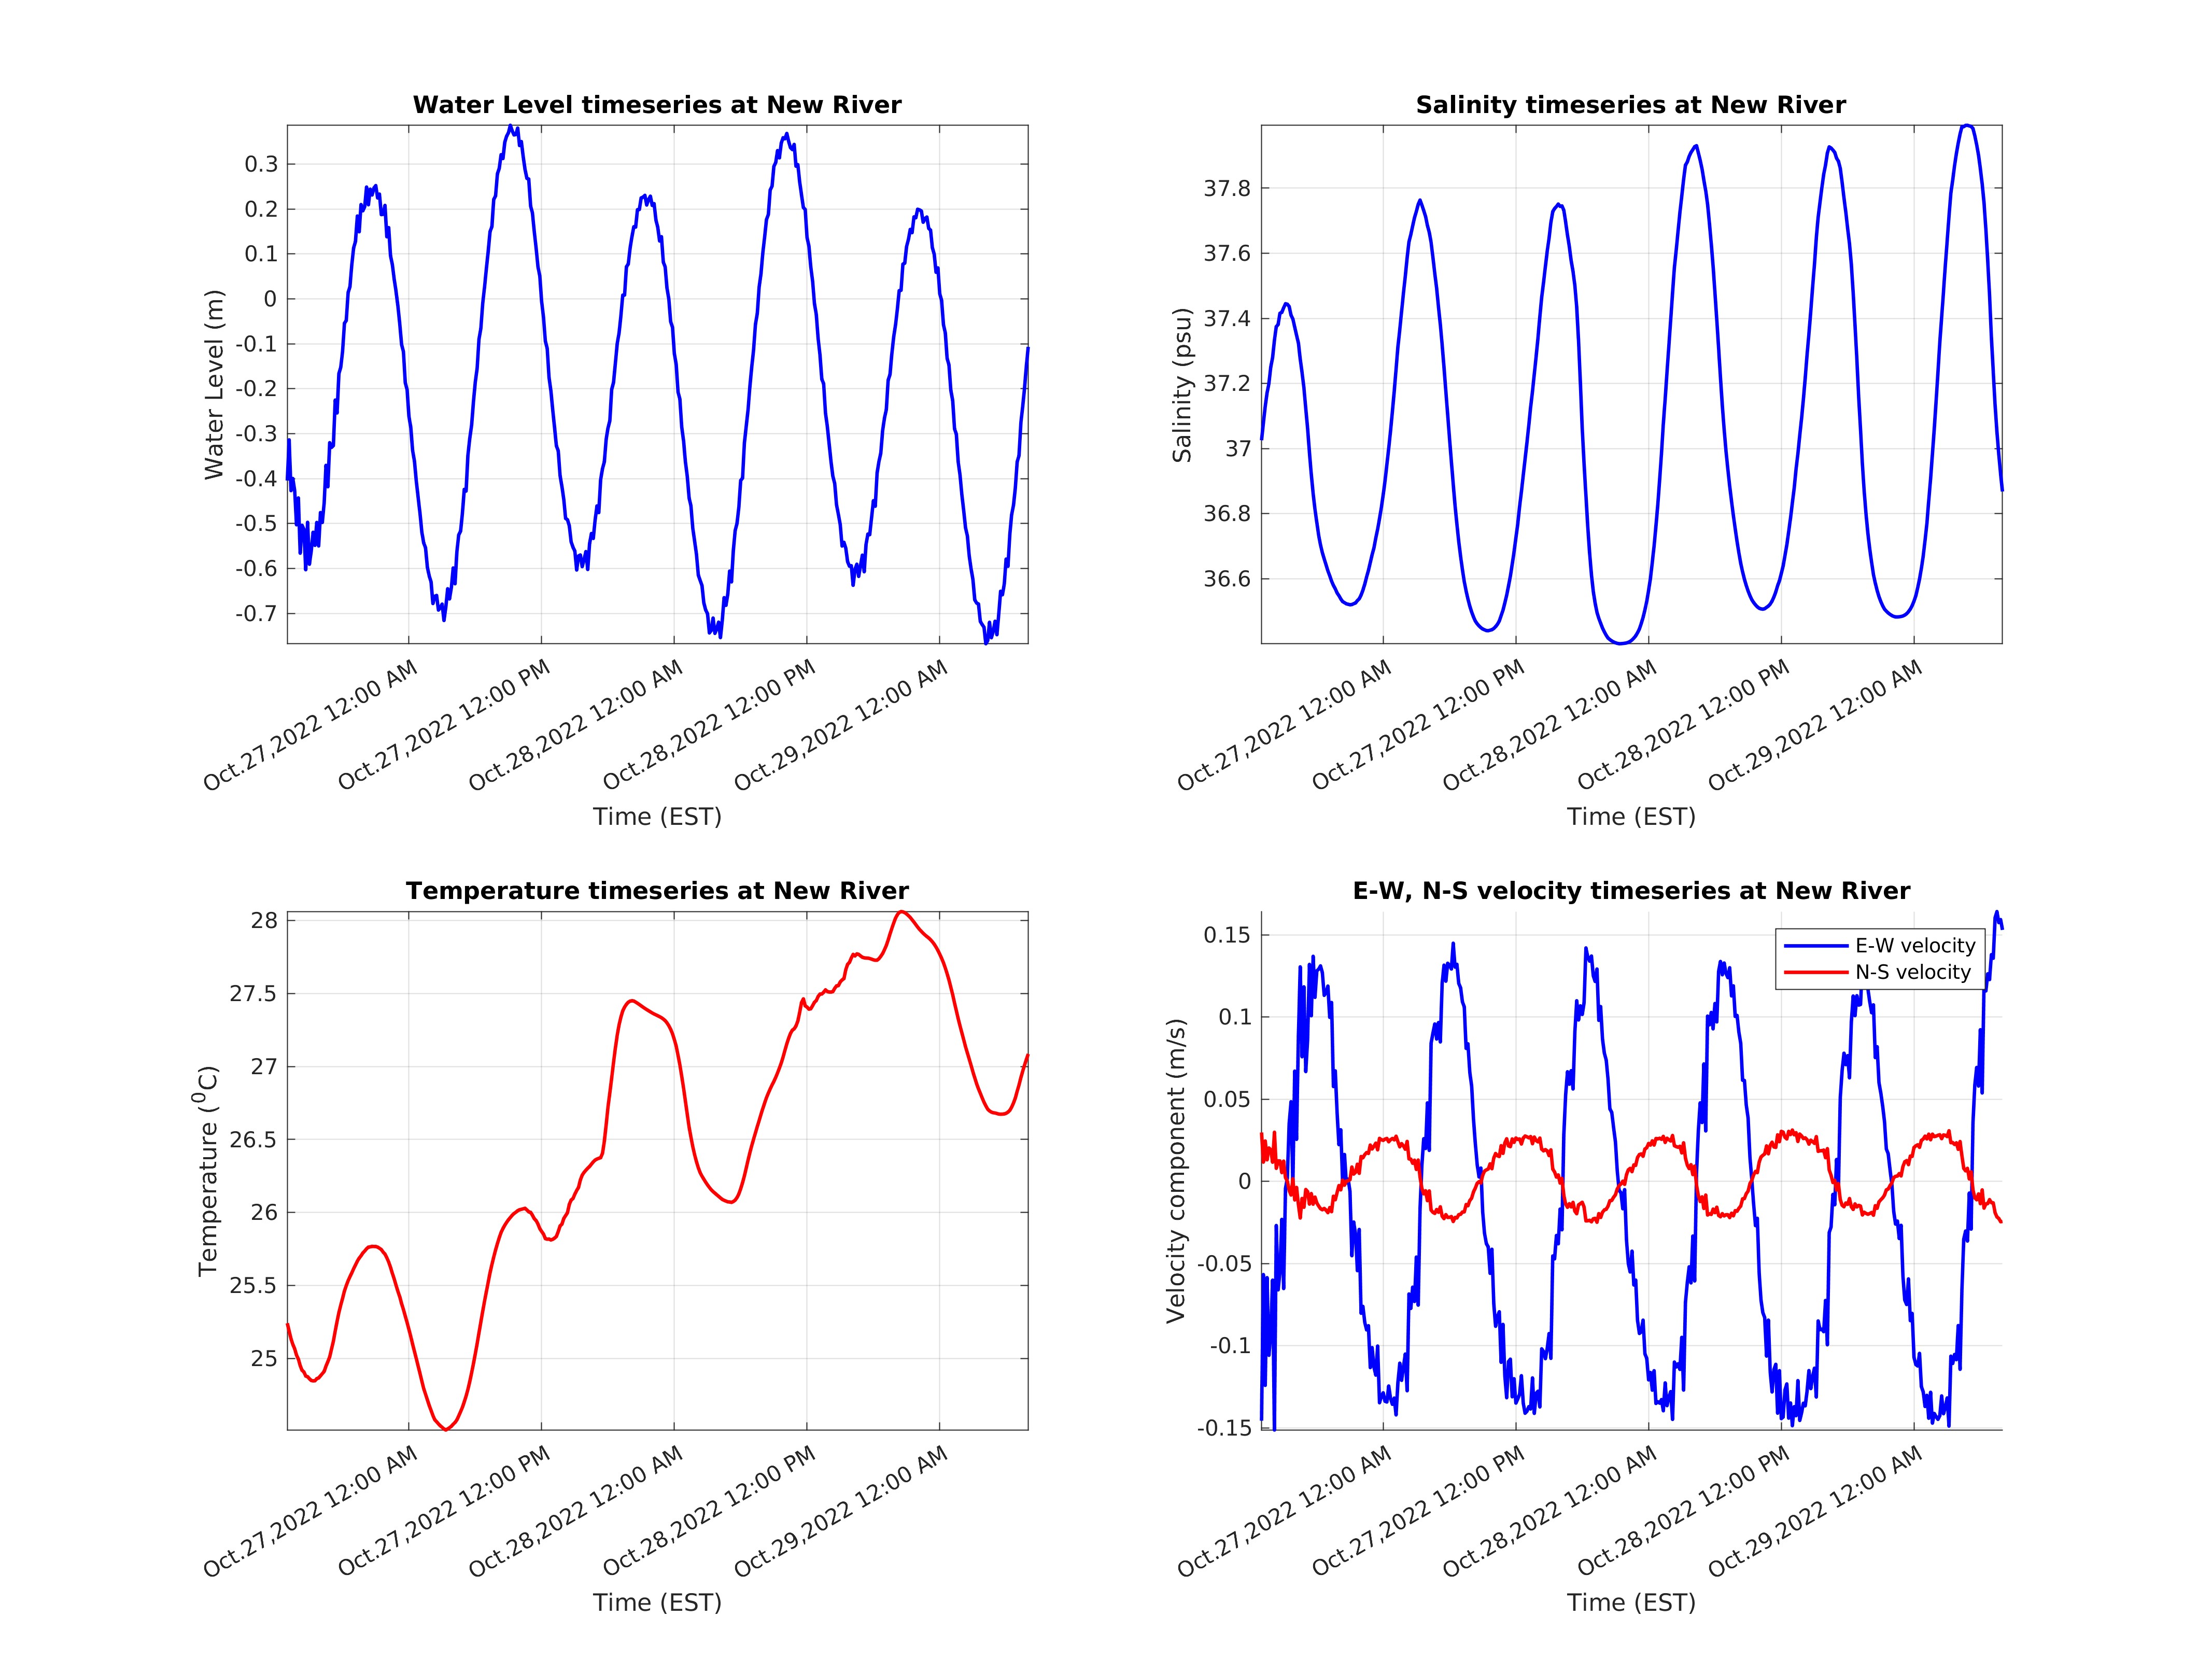 Water Level timeseries at New River
Water Level (m)
0.3
0.2
0.1
0
-0.1
-0.2
-0.3
-0.4
-0.5
-0.6
-0.7
Oct.27,2022 12:00 AM
Oct.27,2022 12:00 PM
Oct.28,2022 12:00 AM
Oct.28,2022 12:00 PM
Oct.29,2022 12:00 AM
Time (EST)
Salinity timeseries at New River
Salinity (psu)
37.8
37.6
37.4
37.2
37
36.8
36.6
Oct.27,2022 12:00 AM
Oct.27,2022 12:00 PM
Oct.28,2022 12:00 AM
Oct.28,2022 12:00 PM
Oct.29,2022 12:00 AM
Time (EST)
Temperature timeseries at New River
Temperature (⁰C)
28
27.5
27
26.5
26
25.5
25
Oct.27,2022 12:00 AM
Oct.27,2022 12:00 PM
Oct.28,2022 12:00 AM
Oct.28,2022 12:00 PM
Oct.29,2022 12:00 AM
Time (EST)
E-W, N-S velocity timeseries at New River
Velocity component (m/s)
0.15
0.1
0.05
0
-0.05
-0.1
-0.15
E-W velocity
N-S velocity
Oct.27,2022 12:00 AM
Oct.27,2022 12:00 PM
Oct.28,2022 12:00 AM
Oct.28,2022 12:00 PM
Oct.29,2022 12:00 AM
Time (EST)